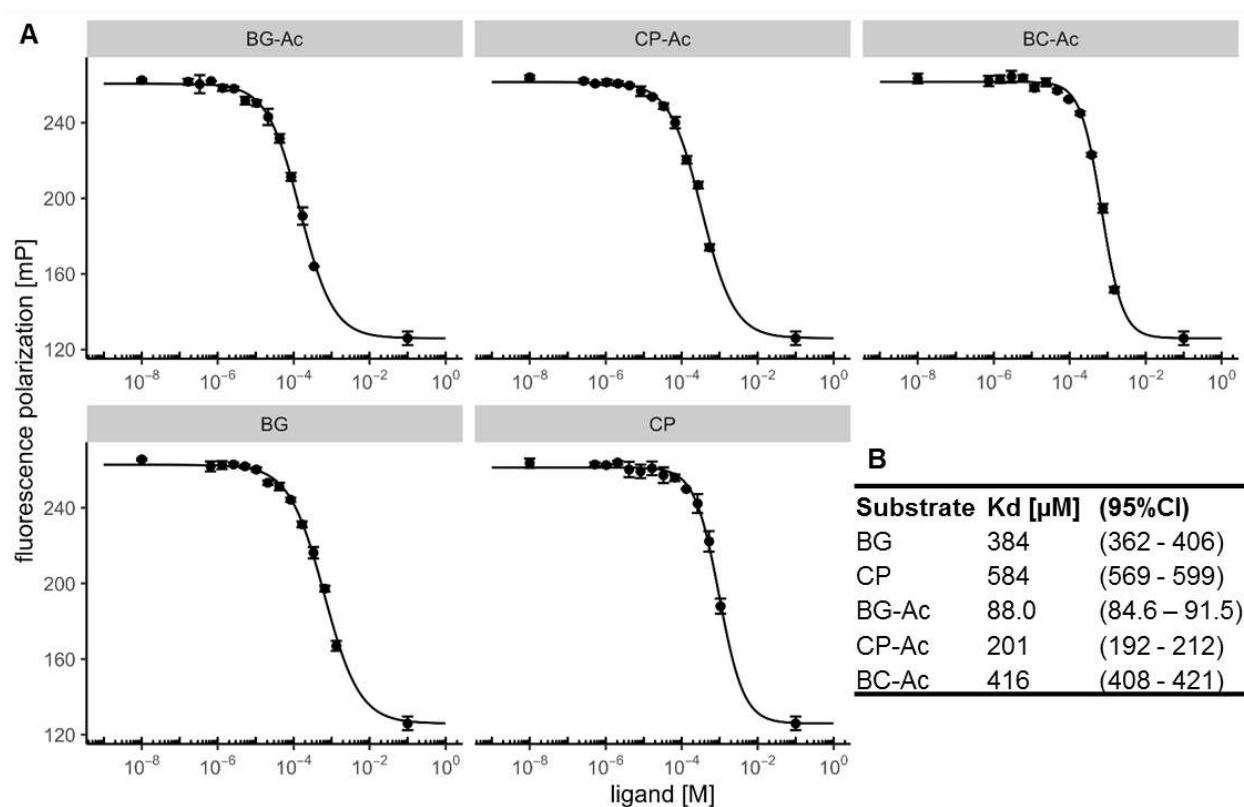 A
BG-Ac
CP-Ac
BC-Ac
240
200
160
120
10⁻⁸ 10⁻⁶ 10⁻⁴ 10⁻² 10⁰
10⁻⁸ 10⁻⁶ 10⁻⁴ 10⁻² 10⁰
10⁻⁸ 10⁻⁶ 10⁻⁴ 10⁻² 10⁰
fluorescence polarization [mP]
BG
CP
240
200
160
120
10⁻⁸ 10⁻⁶ 10⁻⁴ 10⁻² 10⁰
10⁻⁸ 10⁻⁶ 10⁻⁴ 10⁻² 10⁰
ligand [M]
B
Substrate Kd [µM] (95%CI)
BG 384 (362 - 406)
CP 584 (569 - 599)
BG-Ac 88.0 (84.6 – 91.5)
CP-Ac 201 (192 - 212)
BC-Ac 416 (408 - 421)